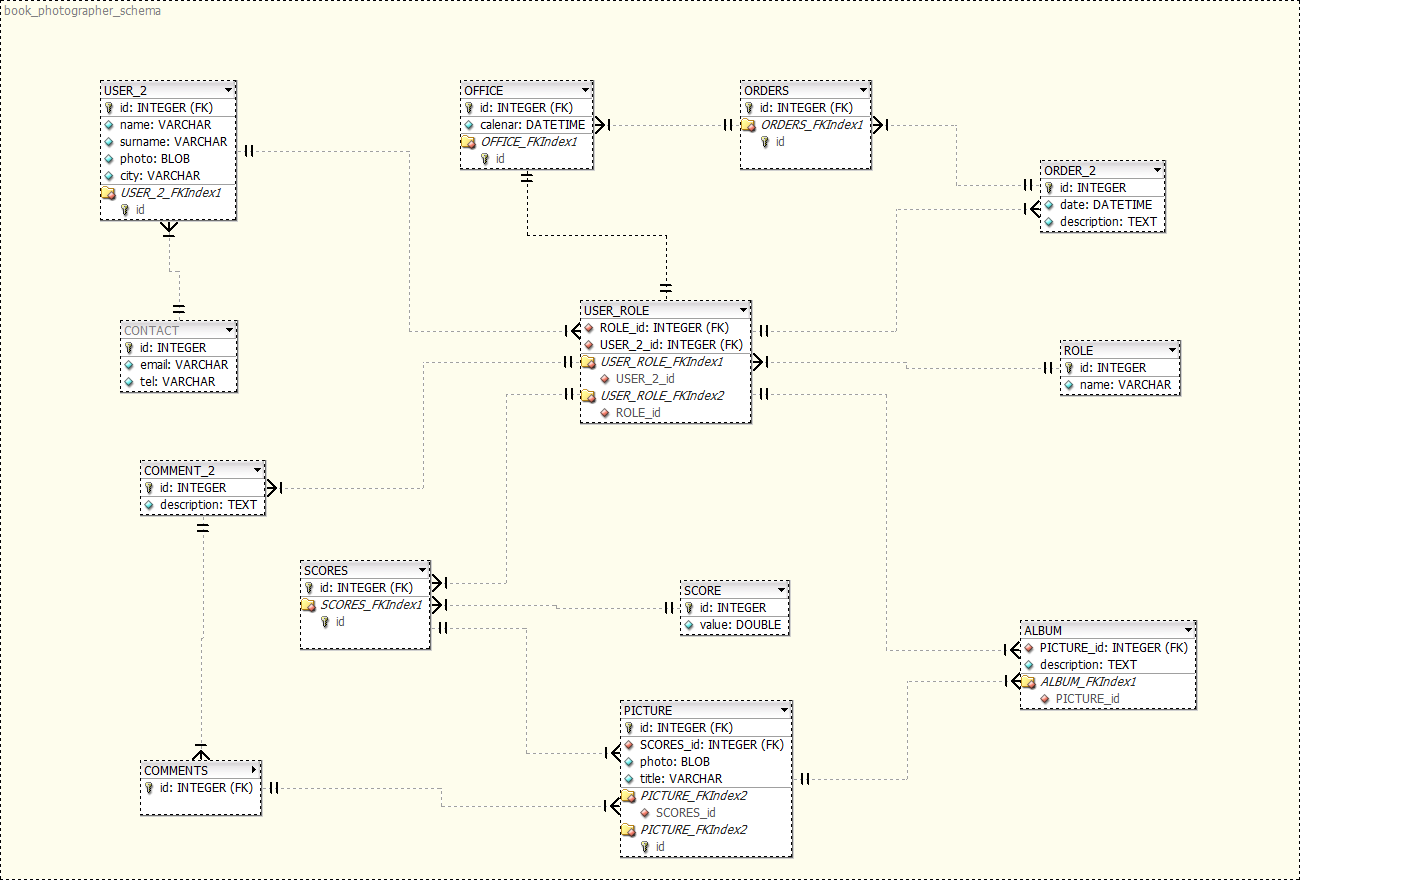 book_photographer_schema
USER_2
id: INTEGER (FK)
name: VARCHAR
surname: VARCHAR
photo: BLOB
city: VARCHAR
USER_2_FKIndex1
id
OFFICE
id: INTEGER (FK)
calenar: DATETIME
OFFICE_FKIndex1
id
ORDERS
id: INTEGER (FK)
ORDERS_FKIndex1
id
ORDER_2
id: INTEGER
date: DATETIME
description: TEXT
CONTACT
id: INTEGER
email: VARCHAR
tel: VARCHAR
USER_ROLE
ROLE_id: INTEGER (FK)
USER_2_id: INTEGER (FK)
USER_ROLE_FKIndex1
USER_2_id
USER_ROLE_FKIndex2
ROLE_id
ROLE
id: INTEGER
name: VARCHAR
COMMENT_2
id: INTEGER
description: TEXT
SCORES
id: INTEGER (FK)
SCORES_FKIndex1
id
SCORE
id: INTEGER
value: DOUBLE
ALBUM
PICTURE_id: INTEGER (FK)
description: TEXT
ALBUM_FKIndex1
PICTURE_id
PICTURE
id: INTEGER (FK)
SCORES_id: INTEGER (FK)
photo: BLOB
title: VARCHAR
PICTURE_FKIndex2
SCORES_id
PICTURE_FKIndex2
id
COMMENTS
id: INTEGER (FK)